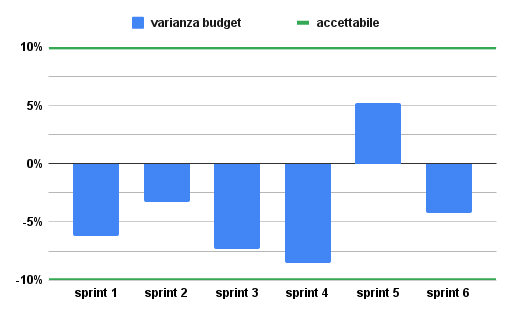 varianza budget accettabile
10%
5%
0%
-5%
-10%
sprint 1 sprint 2 sprint 3 sprint 4 sprint 5 sprint 6